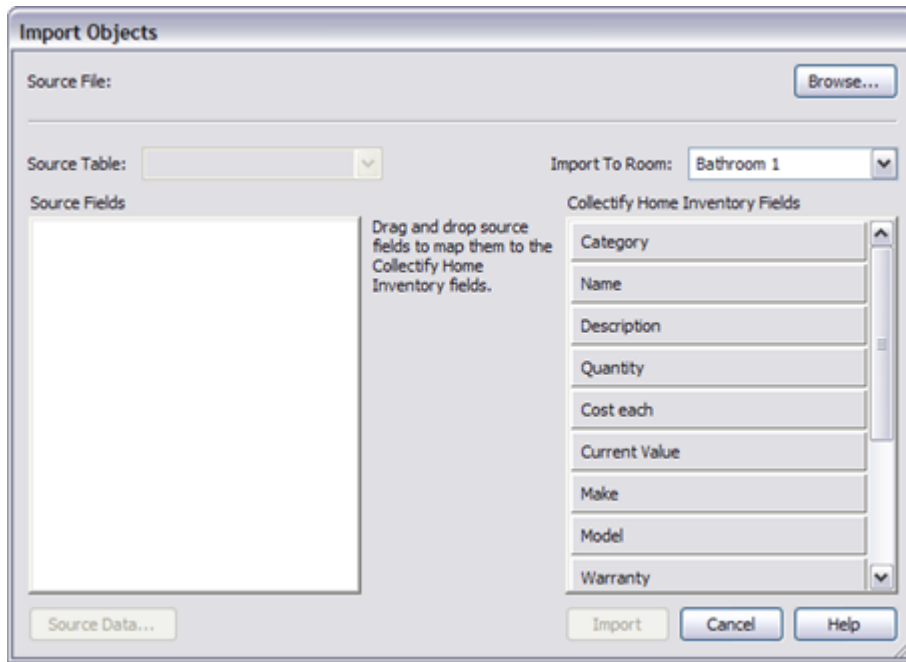 Import Objects
Source File:
Browse...
Source Table:
Import To Room:
Bathroom 1
Source Fields
Drag and drop source
fields to map them to the
Collectify Home
Inventory fields.
Collectify Home Inventory Fields
Category
Name
Description
Quantity
Cost each
Current Value
Make
Model
Warranty
Source Data...
Import
Cancel
Help